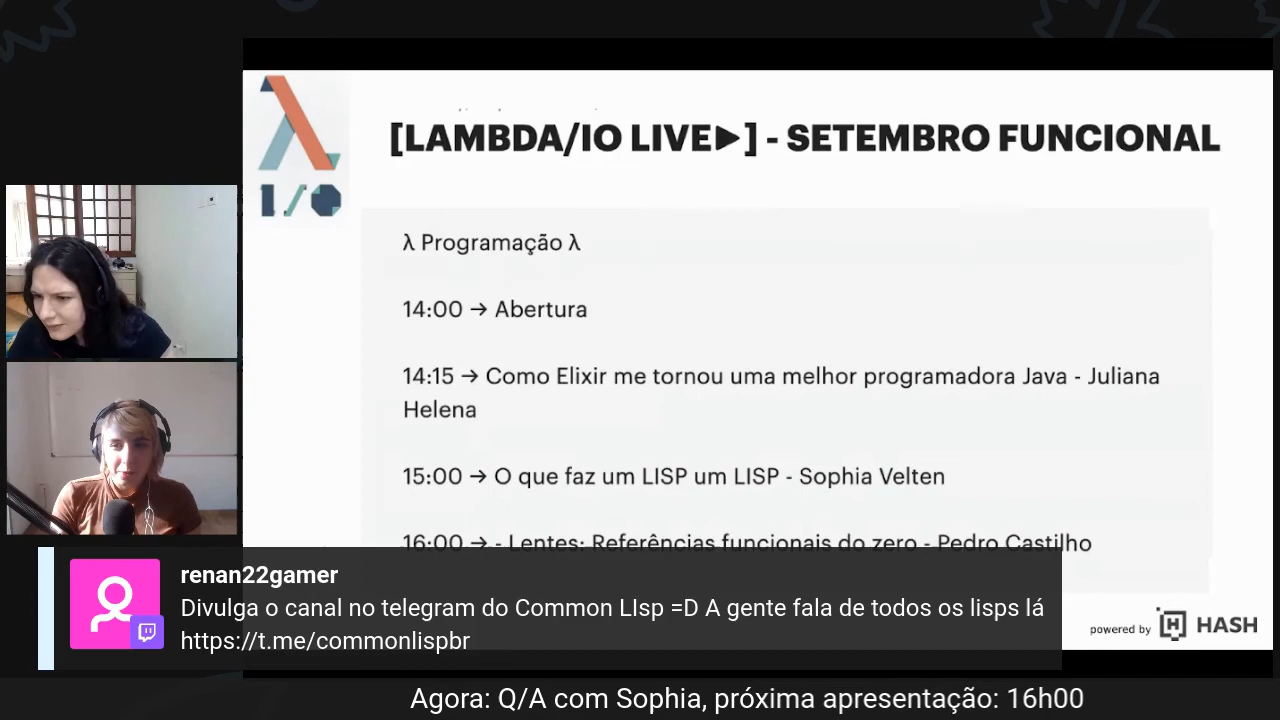 λ
I/O
[LAMBDA/IO LIVE▶] - SETEMBRO FUNCIONAL
λ Programação λ
14:00 → Abertura
14:15 → Como Elixir me tornou uma melhor programadora Java - Juliana
Helena
15:00 → O que faz um LISP um LISP - Sophia Velten
16:00 → - Lentes: Referências funcionais do zero - Pedro Castilho
renan22gamer
Divulga o canal no telegram do Common LIsp =D A gente fala de todos os lisps lá
https://t.me/commonlispbr
powered by HASH
Agora: Q/A com Sophia, próxima apresentação: 16h00